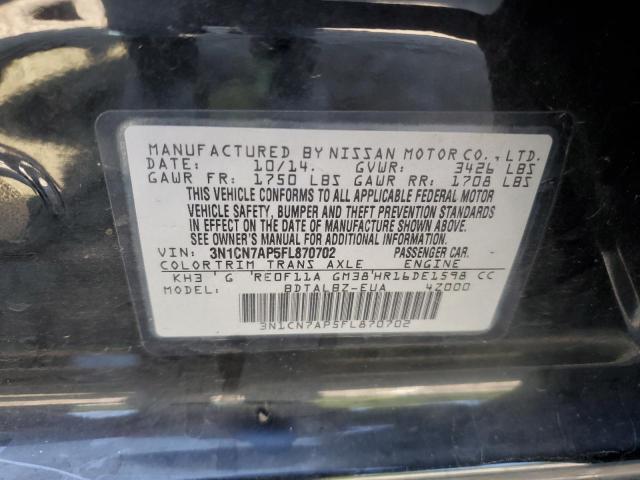 MANUFACTURED BY NISSAN MOTOR CO., LTD.
DATE: 10/14. GVWR: 3426 LBS
GAWR FR: 1750 LBS GAWR RR: 1708 LBS
THIS VEHICLE CONFORMS TO ALL APPLICABLE FEDERAL MOTOR
VEHICLE SAFETY, BUMPER AND THEFT PREVENTION STANDARDS
IN EFFECT ON THE DATE OF MANUFACTURE SHOWN ABOVE.
SEE OWNER'S MANUAL FOR ADDITIONAL INFORMATION.
VIN: 3N1CN7AP5FL870702 PASSENGER CAR
COLOR TRIM TRANS AXLE ENGINE
KH3 G RE0F11A GM38 HR16DE1598 CC
MODEL: BDTALBZ-EUA 4Z000
3N1CN7AP5FL870702